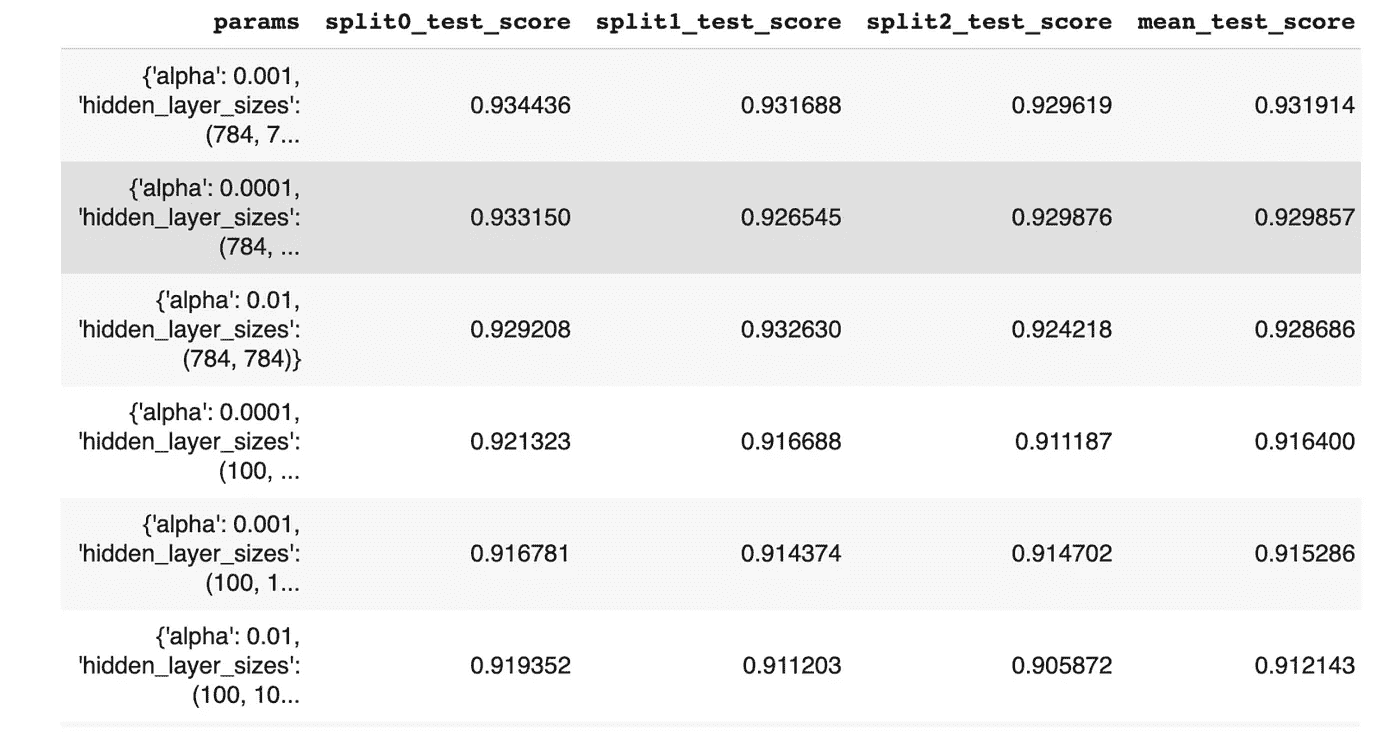 params split0_test_score split1_test_score split2_test_score mean_test_score
{'alpha': 0.001,
'hidden_layer_sizes': 0.934436 0.931688 0.929619 0.931914
(784, 7...
{'alpha': 0.0001,
'hidden_layer_sizes': 0.933150 0.926545 0.929876 0.929857
(784, ...
{'alpha': 0.01,
'hidden_layer_sizes': 0.929208 0.932630 0.924218 0.928686
(784, 784)}
{'alpha': 0.0001,
'hidden_layer_sizes': 0.921323 0.916688 0.911187 0.916400
(100, ...
{'alpha': 0.001,
'hidden_layer_sizes': 0.916781 0.914374 0.914702 0.915286
(100, 1...
{'alpha': 0.01,
'hidden_layer_sizes': 0.919352 0.911203 0.905872 0.912143
(100, 10...